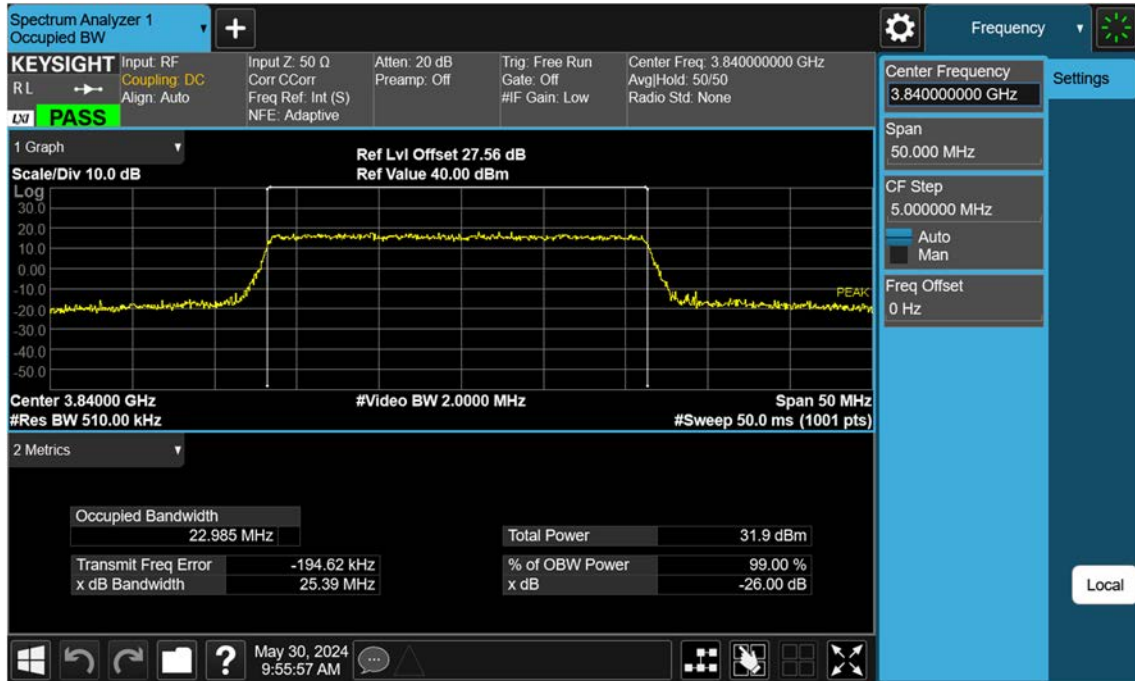 Spectrum Analyzer 1
Occupied BW
Frequency
KEYSIGHT
R L
LXI PASS
Input: RF
Coupling: DC
Align: Auto
Input Z: 50 Ω
Corr CCorr
Freq Ref: Int (S)
NFE: Adaptive
Atten: 20 dB
Preamp: Off
Trig: Free Run
Gate: Off
#IF Gain: Low
Center Freq: 3.840000000 GHz
Avg|Hold: 50/50
Radio Std: None
Center Frequency
3.840000000 GHz
Settings
Span
50.000 MHz
CF Step
5.000000 MHz
Auto
Man
Freq Offset
0 Hz
Local
1 Graph
Scale/Div 10.0 dB
Ref Lvl Offset 27.56 dB
Ref Value 40.00 dBm
Log
30.0
20.0
10.0
0.00
-10.0
-20.0
-30.0
-40.0
-50.0
PEAK
Center 3.84000 GHz
#Video BW 2.0000 MHz
Span 50 MHz
#Res BW 510.00 kHz
#Sweep 50.0 ms (1001 pts)
2 Metrics
Occupied Bandwidth
22.985 MHz
Total Power 31.9 dBm
Transmit Freq Error -194.62 kHz
% of OBW Power 99.00 %
x dB Bandwidth 25.39 MHz
x dB -26.00 dB
?
May 30, 2024
9:55:57 AM